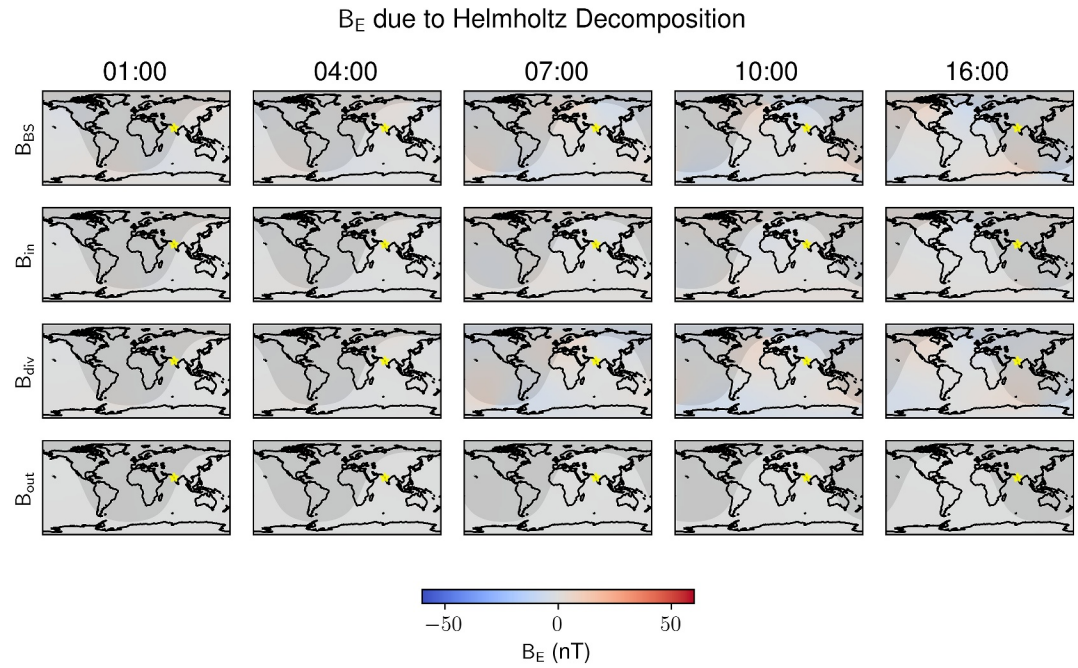 B_E due to Helmholtz Decomposition
01:00 04:00 07:00 10:00 16:00
B_BS
B_in
B_div
B_out
−50 0 50
B_E (nT)